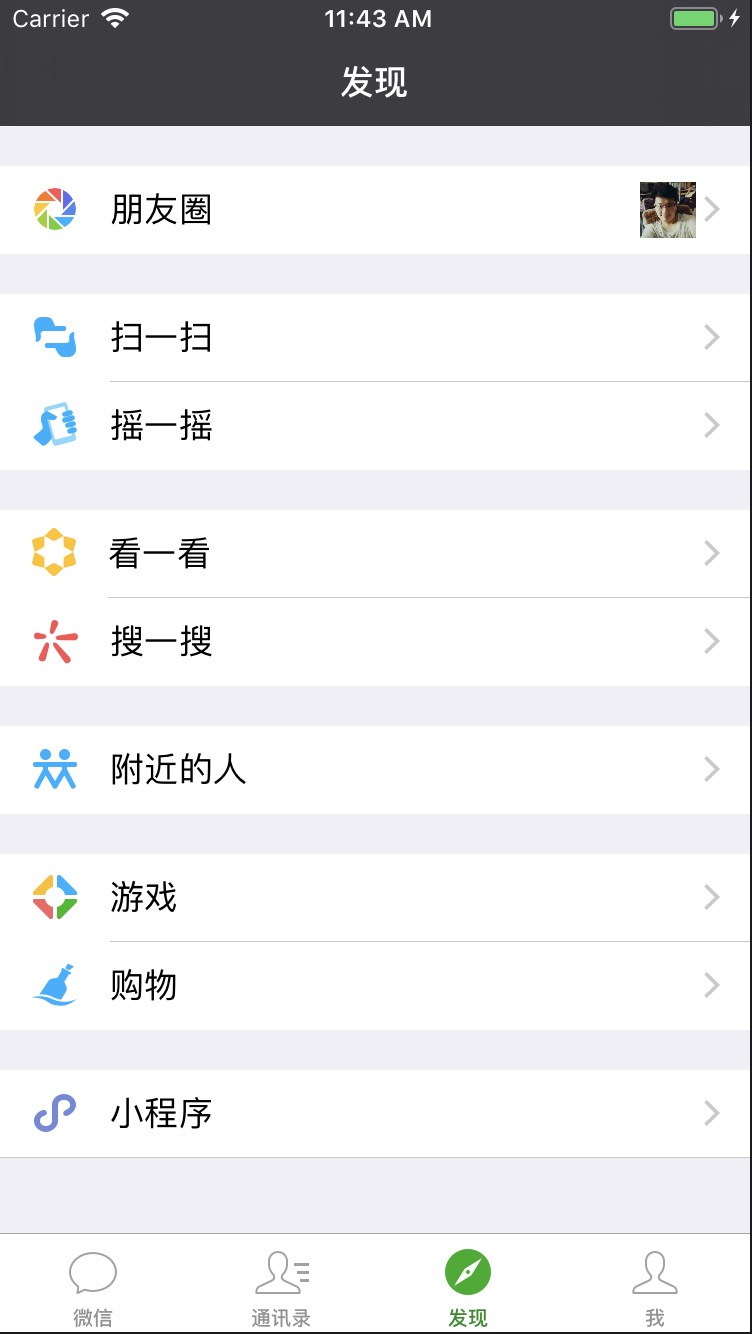 Carrier 11:43 AM
发现
朋友圈
扫一扫
摇一摇
看一看
搜一搜
附近的人
游戏
购物
小程序
微信 通讯录 发现 我